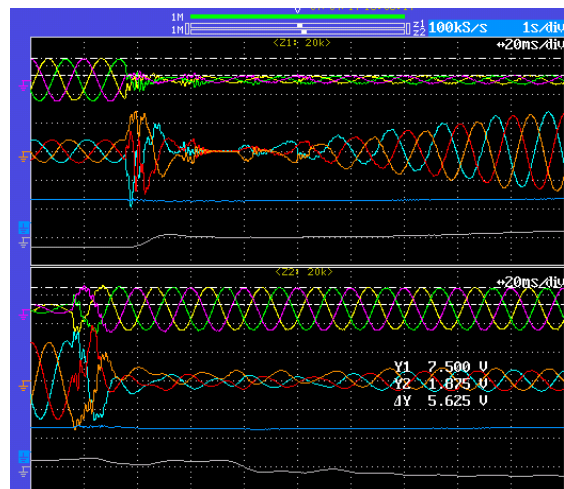 1M
1M z1 100kS/s 1s/div
z2
<Z1: 20k> ↔20ms/div
<Z2: 20k> ↔20ms/div
Y1 7.500 V
Y2 1.875 V
ΔY 5.625 V